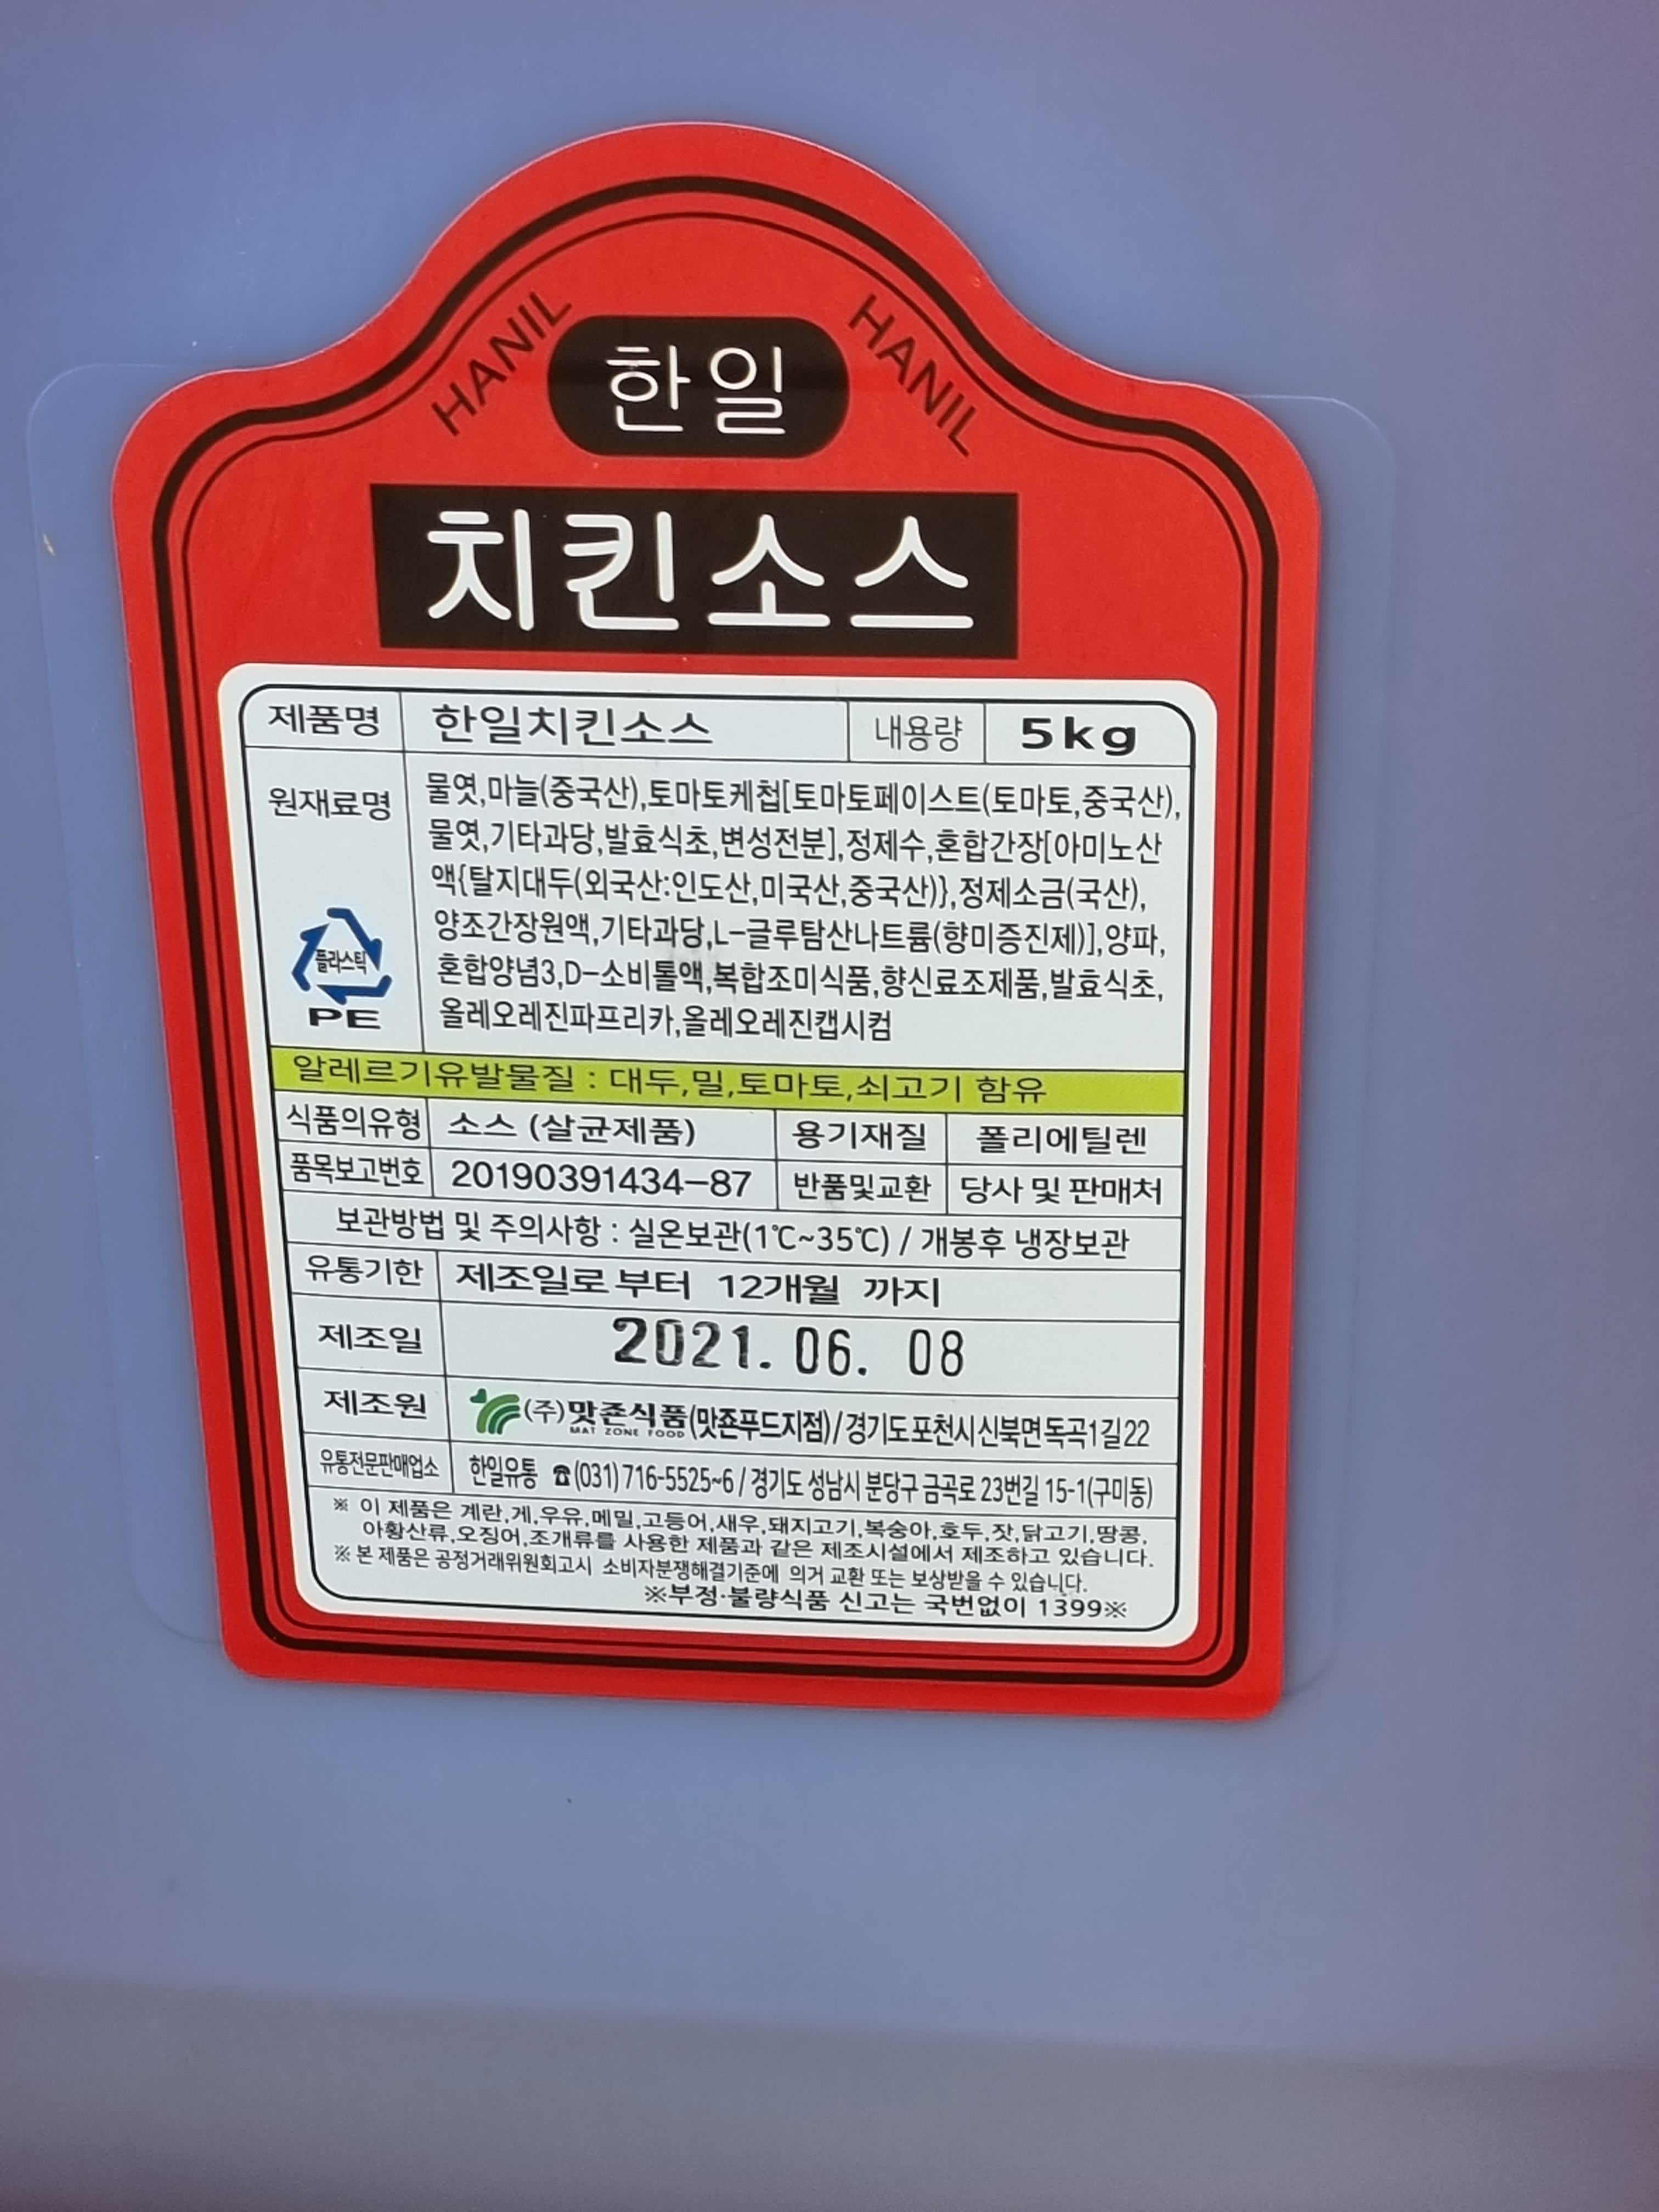 HANIL 한일 HANIL
치킨소스
제품명 한일치킨소스 내용량 5kg
원재료명 물엿,마늘(중국산),토마토케첩[토마토페이스트(토마토,중국산),
물엿,기타과당,발효식초,변성전분],정제수,혼합간장[아미노산
액{탈지대두(외국산:인도산,미국산,중국산)},정제소금(국산),
양조간장원액,기타과당,L-글루탐산나트륨(향미증진제)],양파,
혼합양념3,D-소비톨액,복합조미식품,향신료조제품,발효식초,
올레오레진파프리카,올레오레진캡시컴
플라스틱
PE
알레르기유발물질 : 대두,밀,토마토,쇠고기 함유
식품의유형 소스 (살균제품) 용기재질 폴리에틸렌
품목보고번호 20190391434-87 반품및교환 당사 및 판매처
보관방법 및 주의사항 : 실온보관(1℃~35℃) / 개봉후 냉장보관
유통기한 제조일로부터 12개월 까지
제조일 2021. 06. 08
제조원 (주)맛존식품(맛죤푸드지점)/경기도포천시신북면독곡1길22
MAT ZONE FOOD
유통전문판매업소 한일유통 ☎(031)716-5525~6 / 경기도 성남시 분당구 금곡로 23번길 15-1(구미동)
※ 이 제품은 계란,게,우유,메밀,고등어,새우,돼지고기,복숭아,호두,잣,닭고기,땅콩,
아황산류,오징어,조개류를 사용한 제품과 같은 제조시설에서 제조하고 있습니다.
※ 본 제품은 공정거래위원회고시 소비자분쟁해결기준에 의거 교환 또는 보상받을 수 있습니다.
※부정·불량식품 신고는 국번없이 1399※